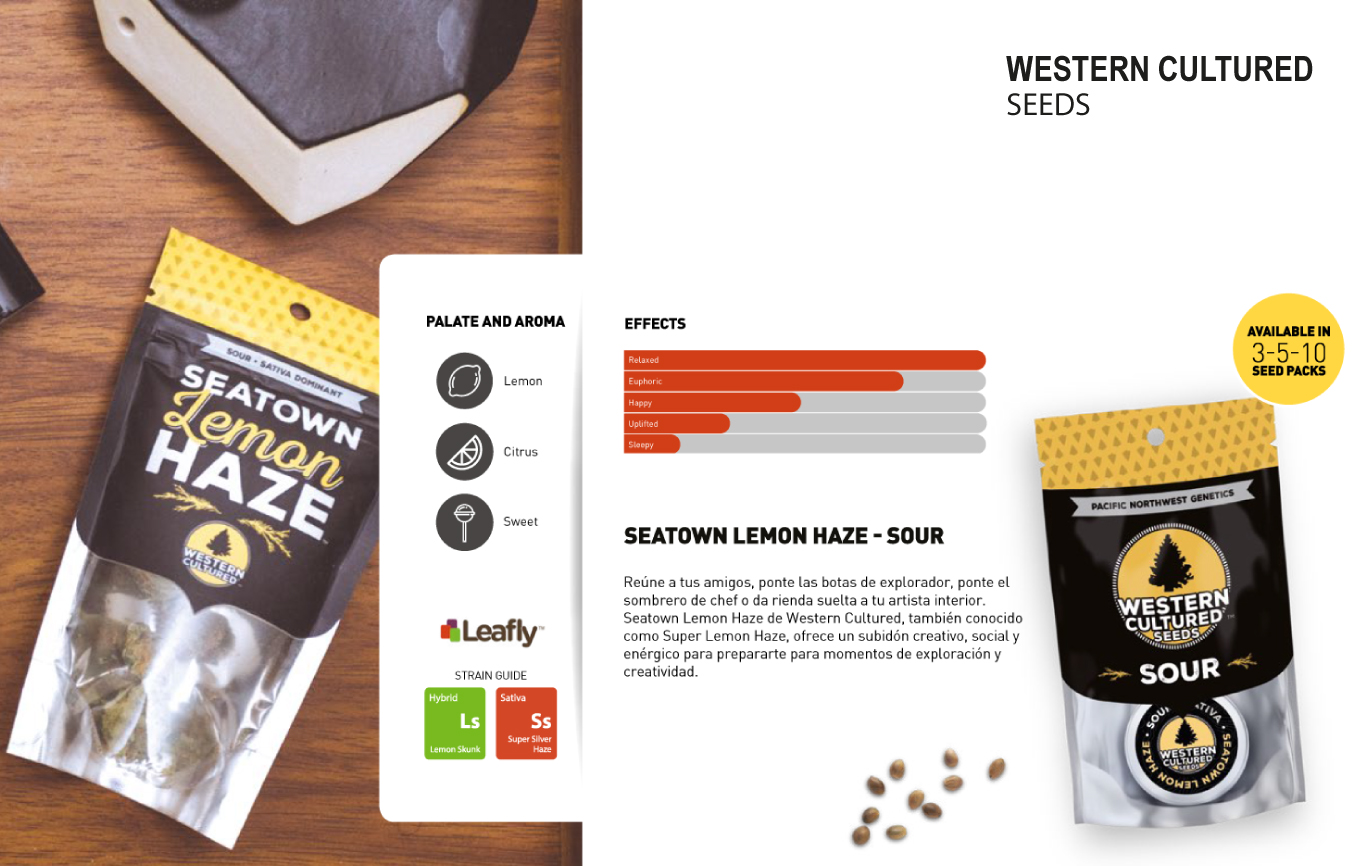 WESTERN CULTURED
SEEDS
SOUR • SATIVA DOMINANT
SEATOWN
Lemon
HAZE
WESTERN
CULTURED
PALATE AND AROMA
Lemon
Citrus
Sweet
Leafly™
STRAIN GUIDE
Hybrid
Ls
Lemon Skunk
Sativa
Ss
Super Silver
Haze
EFFECTS
Relaxed
Euphoric
Happy
Uplifted
Sleepy
SEATOWN LEMON HAZE - SOUR
Reúne a tus amigos, ponte las botas de explorador, ponte el
sombrero de chef o da rienda suelta a tu artista interior.
Seatown Lemon Haze de Western Cultured, también conocido
como Super Lemon Haze, ofrece un subidón creativo, social y
enérgico para prepararte para momentos de exploración y
creatividad.
AVAILABLE IN
3-5-10
SEED PACKS
PACIFIC NORTHWEST GENETICS
WESTERN
CULTURED™
SEEDS
SOUR
WESTERN
CULTURED
SEEDS
SEATOWN LEMON HAZE